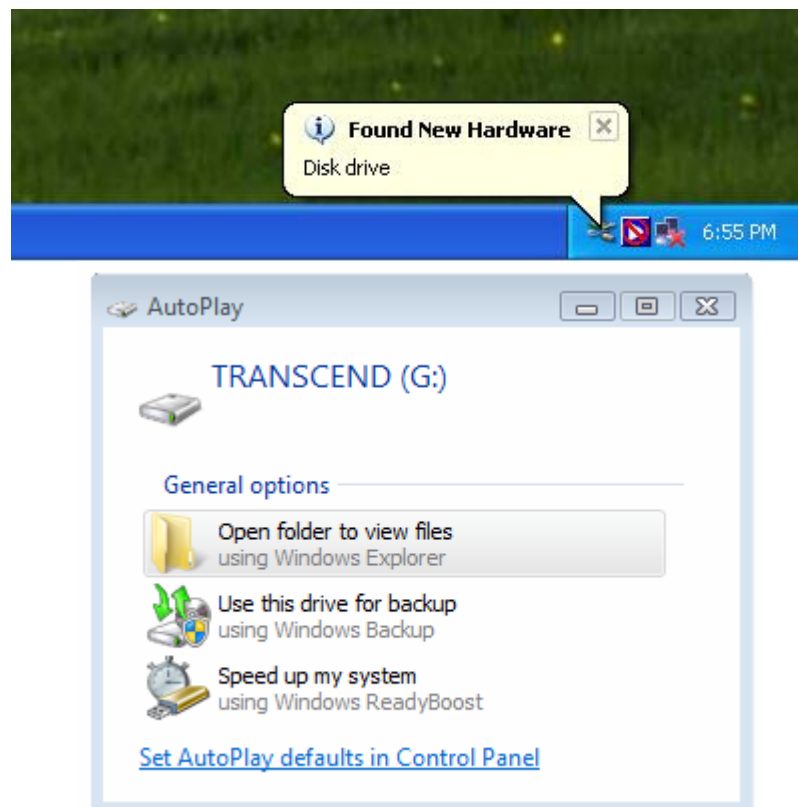 Found New Hardware
Disk drive
6:55 PM
AutoPlay
TRANSCEND (G:)
General options
Open folder to view files
using Windows Explorer
Use this drive for backup
using Windows Backup
Speed up my system
using Windows ReadyBoost
Set AutoPlay defaults in Control Panel